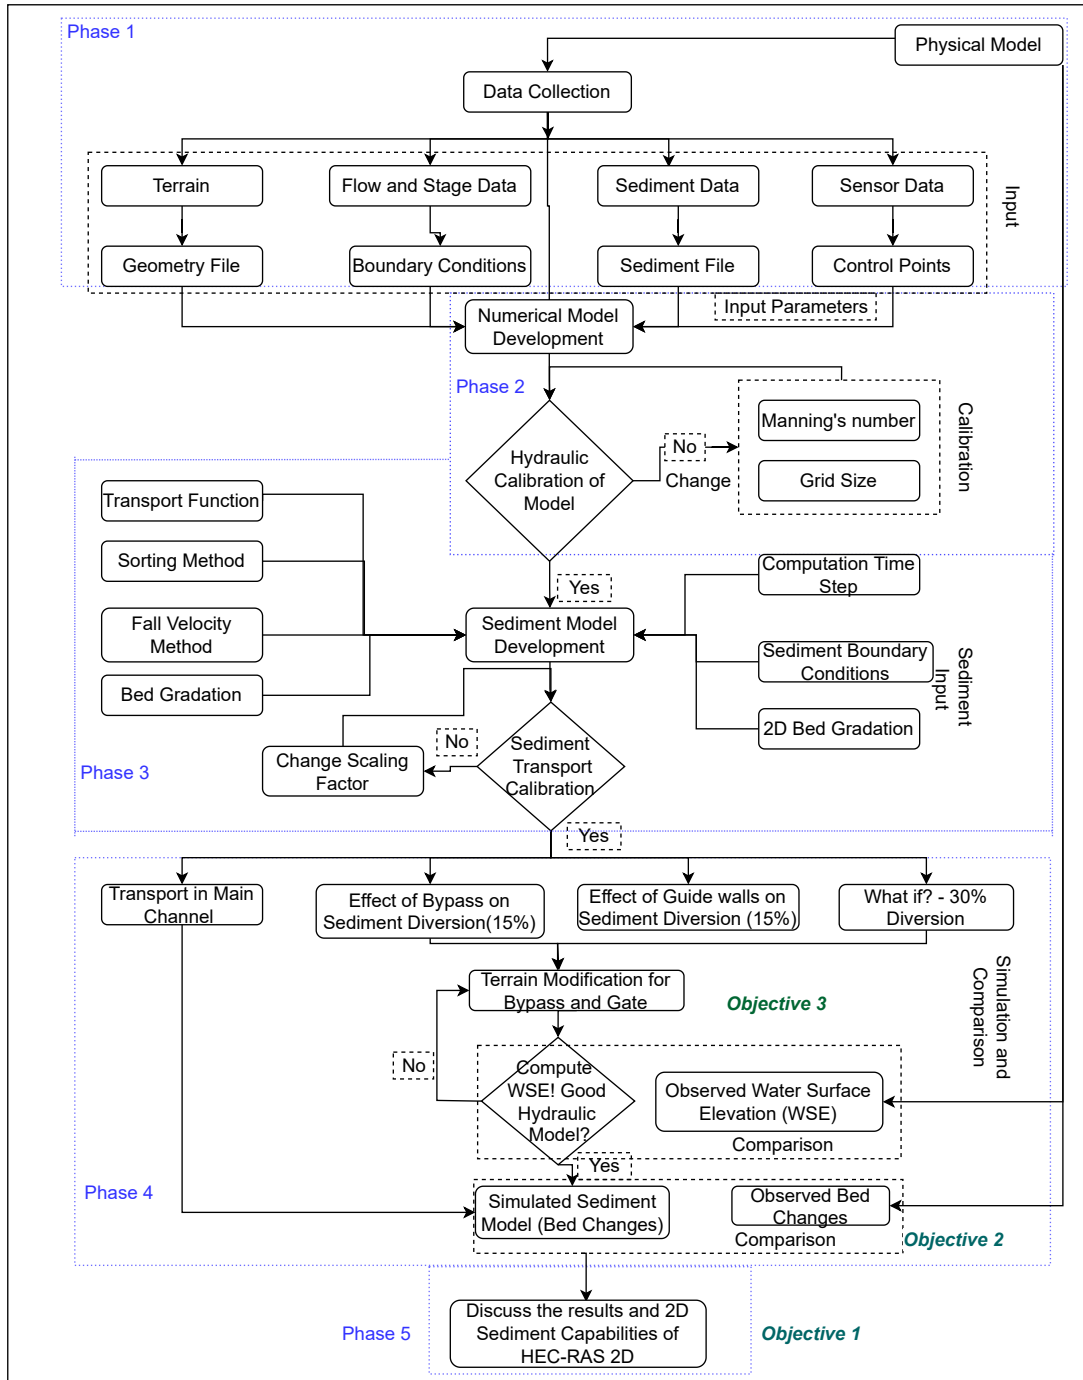 Phase 1
Physical Model
Data Collection
Terrain
Flow and Stage Data
Sediment Data
Sensor Data
Input
Geometry File
Boundary Conditions
Sediment File
Control Points
Input Parameters
Numerical Model
Development
Phase 2
Manning's number
Calibration
Hydraulic
Calibration of
Model
No
Change
Grid Size
Transport Function
Sorting Method
Fall Velocity
Method
Bed Gradation
Yes
Computation Time
Step
Sediment Model
Development
Sediment Boundary
Conditions
Sediment
Input
2D Bed Gradation
Phase 3
Change Scaling
Factor
No
Sediment
Transport
Calibration
Yes
Transport in Main
Channel
Effect of Bypass on
Sediment Diversion(15%)
Effect of Guide walls on
Sediment Diversion (15%)
What if? - 30%
Diversion
Terrain Modification for
Bypass and Gate
Objective 3
Simulation and
Comparison
No
Compute
WSE! Good
Hydraulic
Model?
Observed Water Surface
Elevation (WSE)
Comparison
Yes
Phase 4
Simulated Sediment
Model (Bed Changes)
Observed Bed
Changes
Comparison
Objective 2
Phase 5
Discuss the results and 2D
Sediment Capabilities of
HEC-RAS 2D
Objective 1